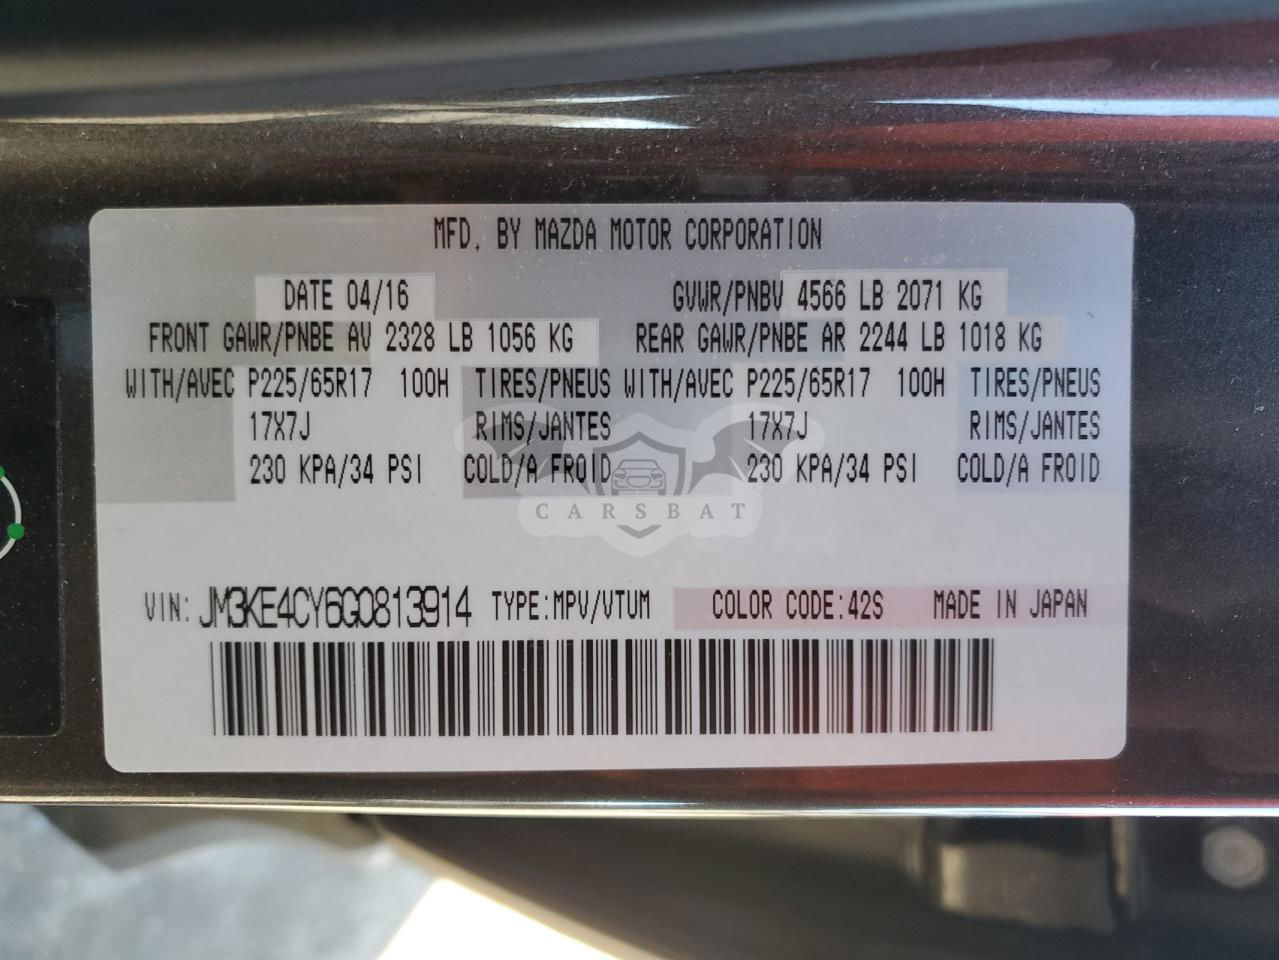 MFD. BY MAZDA MOTOR CORPORATION
DATE 04/16 GVWR/PNBV 4566 LB 2071 KG
FRONT GAWR/PNBE AV 2328 LB 1056 KG REAR GAWR/PNBE AR 2244 LB 1018 KG
WITH/AVEC P225/65R17 100H TIRES/PNEUS WITH/AVEC P225/65R17 100H TIRES/PNEUS
17X7J RIMS/JANTES 17X7J RIMS/JANTES
230 KPA/34 PSI COLD/A FROID 230 KPA/34 PSI COLD/A FROID
CARSBAT
VIN: JM3KE4CY6G0813914 TYPE:MPV/VTUM COLOR CODE:42S MADE IN JAPAN